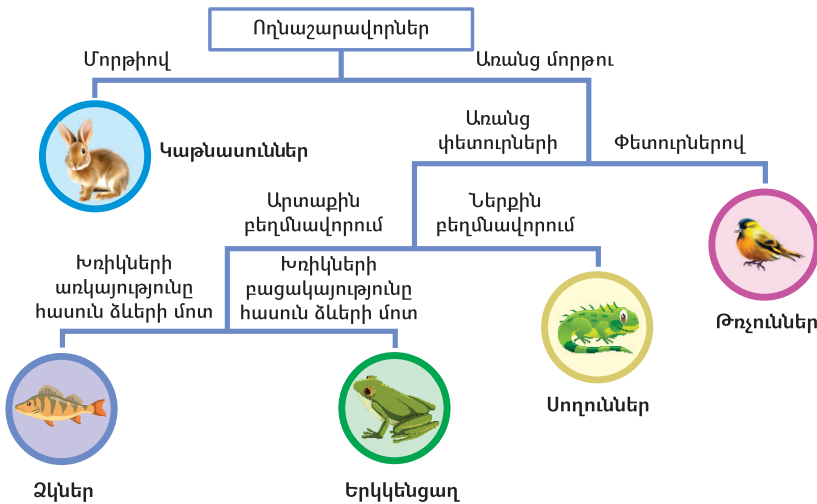 Ողնաշարավորներ
Մորթիով
Առանց մորթու
Կաթնասուններ
Առանց
փետուրների
Փետուրներով
Արտաքին
բեղմնավորում
Ներքին
բեղմնավորում
Խռիկների
առկայությունը
հասուն ձևերի մոտ
Խռիկների
բացակայությունը
հասուն ձևերի մոտ
Թռչուններ
Սողուններ
Ձկներ
Երկկենցաղ